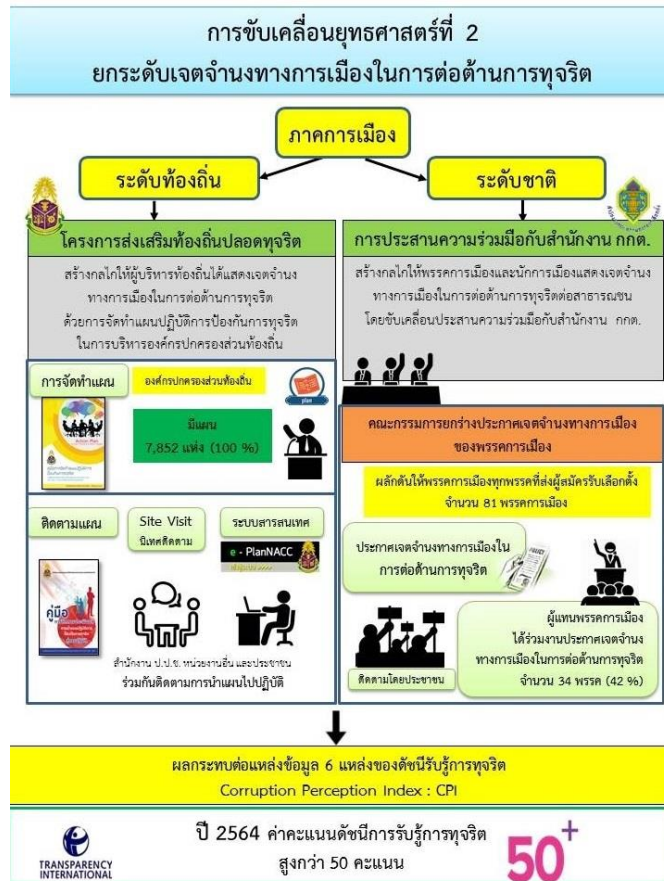 การขับเคลื่อนยุทธศาสตร์ที่ 2
ยกระดับเจตจำนงทางการเมืองในการต่อต้านการทุจริต
ภาคการเมือง
ระดับท้องถิ่น
ระดับชาติ
โครงการส่งเสริมท้องถิ่นปลอดทุจริต
สร้างกลไกให้ผู้บริหารท้องถิ่นได้แสดงเจตจำนง
ทางการเมืองในการต่อต้านการทุจริต
ด้วยการจัดทำแผนปฏิบัติการป้องกันการทุจริต
ในการบริหารองค์กรปกครองส่วนท้องถิ่น
การจัดทำแผน
องค์กรปกครองส่วนท้องถิ่น
plan
Action Plan
มีแผน
7,852 แห่ง (100 %)
ติดตามแผน
Site Visit
นิเทศติดตาม
ระบบสารสนเทศ
e - PlanNACC
คู่มือ
สำนักงาน ป.ป.ช. หน่วยงานอื่น และประชาชน
ร่วมกันติดตามการนำแผนไปปฏิบัติ
การประสานความร่วมมือกับสำนักงาน กกต.
สร้างกลไกให้พรรคการเมืองและนักการเมืองแสดงเจตจำนง
ทางการเมืองในการต่อต้านการทุจริตต่อสาธารณชน
โดยขับเคลื่อนประสานความร่วมมือกับสำนักงาน กกต.
คณะกรรมการยกร่างประกาศเจตจำนงทางการเมือง
ของพรรคการเมือง
ผลักดันให้พรรคการเมืองทุกพรรคที่ส่งผู้สมัครรับเลือกตั้ง
จำนวน 81 พรรคการเมือง
ประกาศเจตจำนงทางการเมืองใน
การต่อต้านการทุจริต
POLICY
ผู้แทนพรรคการเมือง
ได้ร่วมงานประกาศเจตจำนง
ทางการเมืองในการต่อต้านการทุจริต
จำนวน 34 พรรค (42 %)
ติดตามโดยประชาชน
ผลกระทบต่อแหล่งข้อมูล 6 แหล่งของดัชนีรับรู้การทุจริต
Corruption Perception Index : CPI
TRANSPARENCY
INTERNATIONAL
ปี 2564 ค่าคะแนนดัชนีการรับรู้การทุจริต
สูงกว่า 50 คะแนน
50+